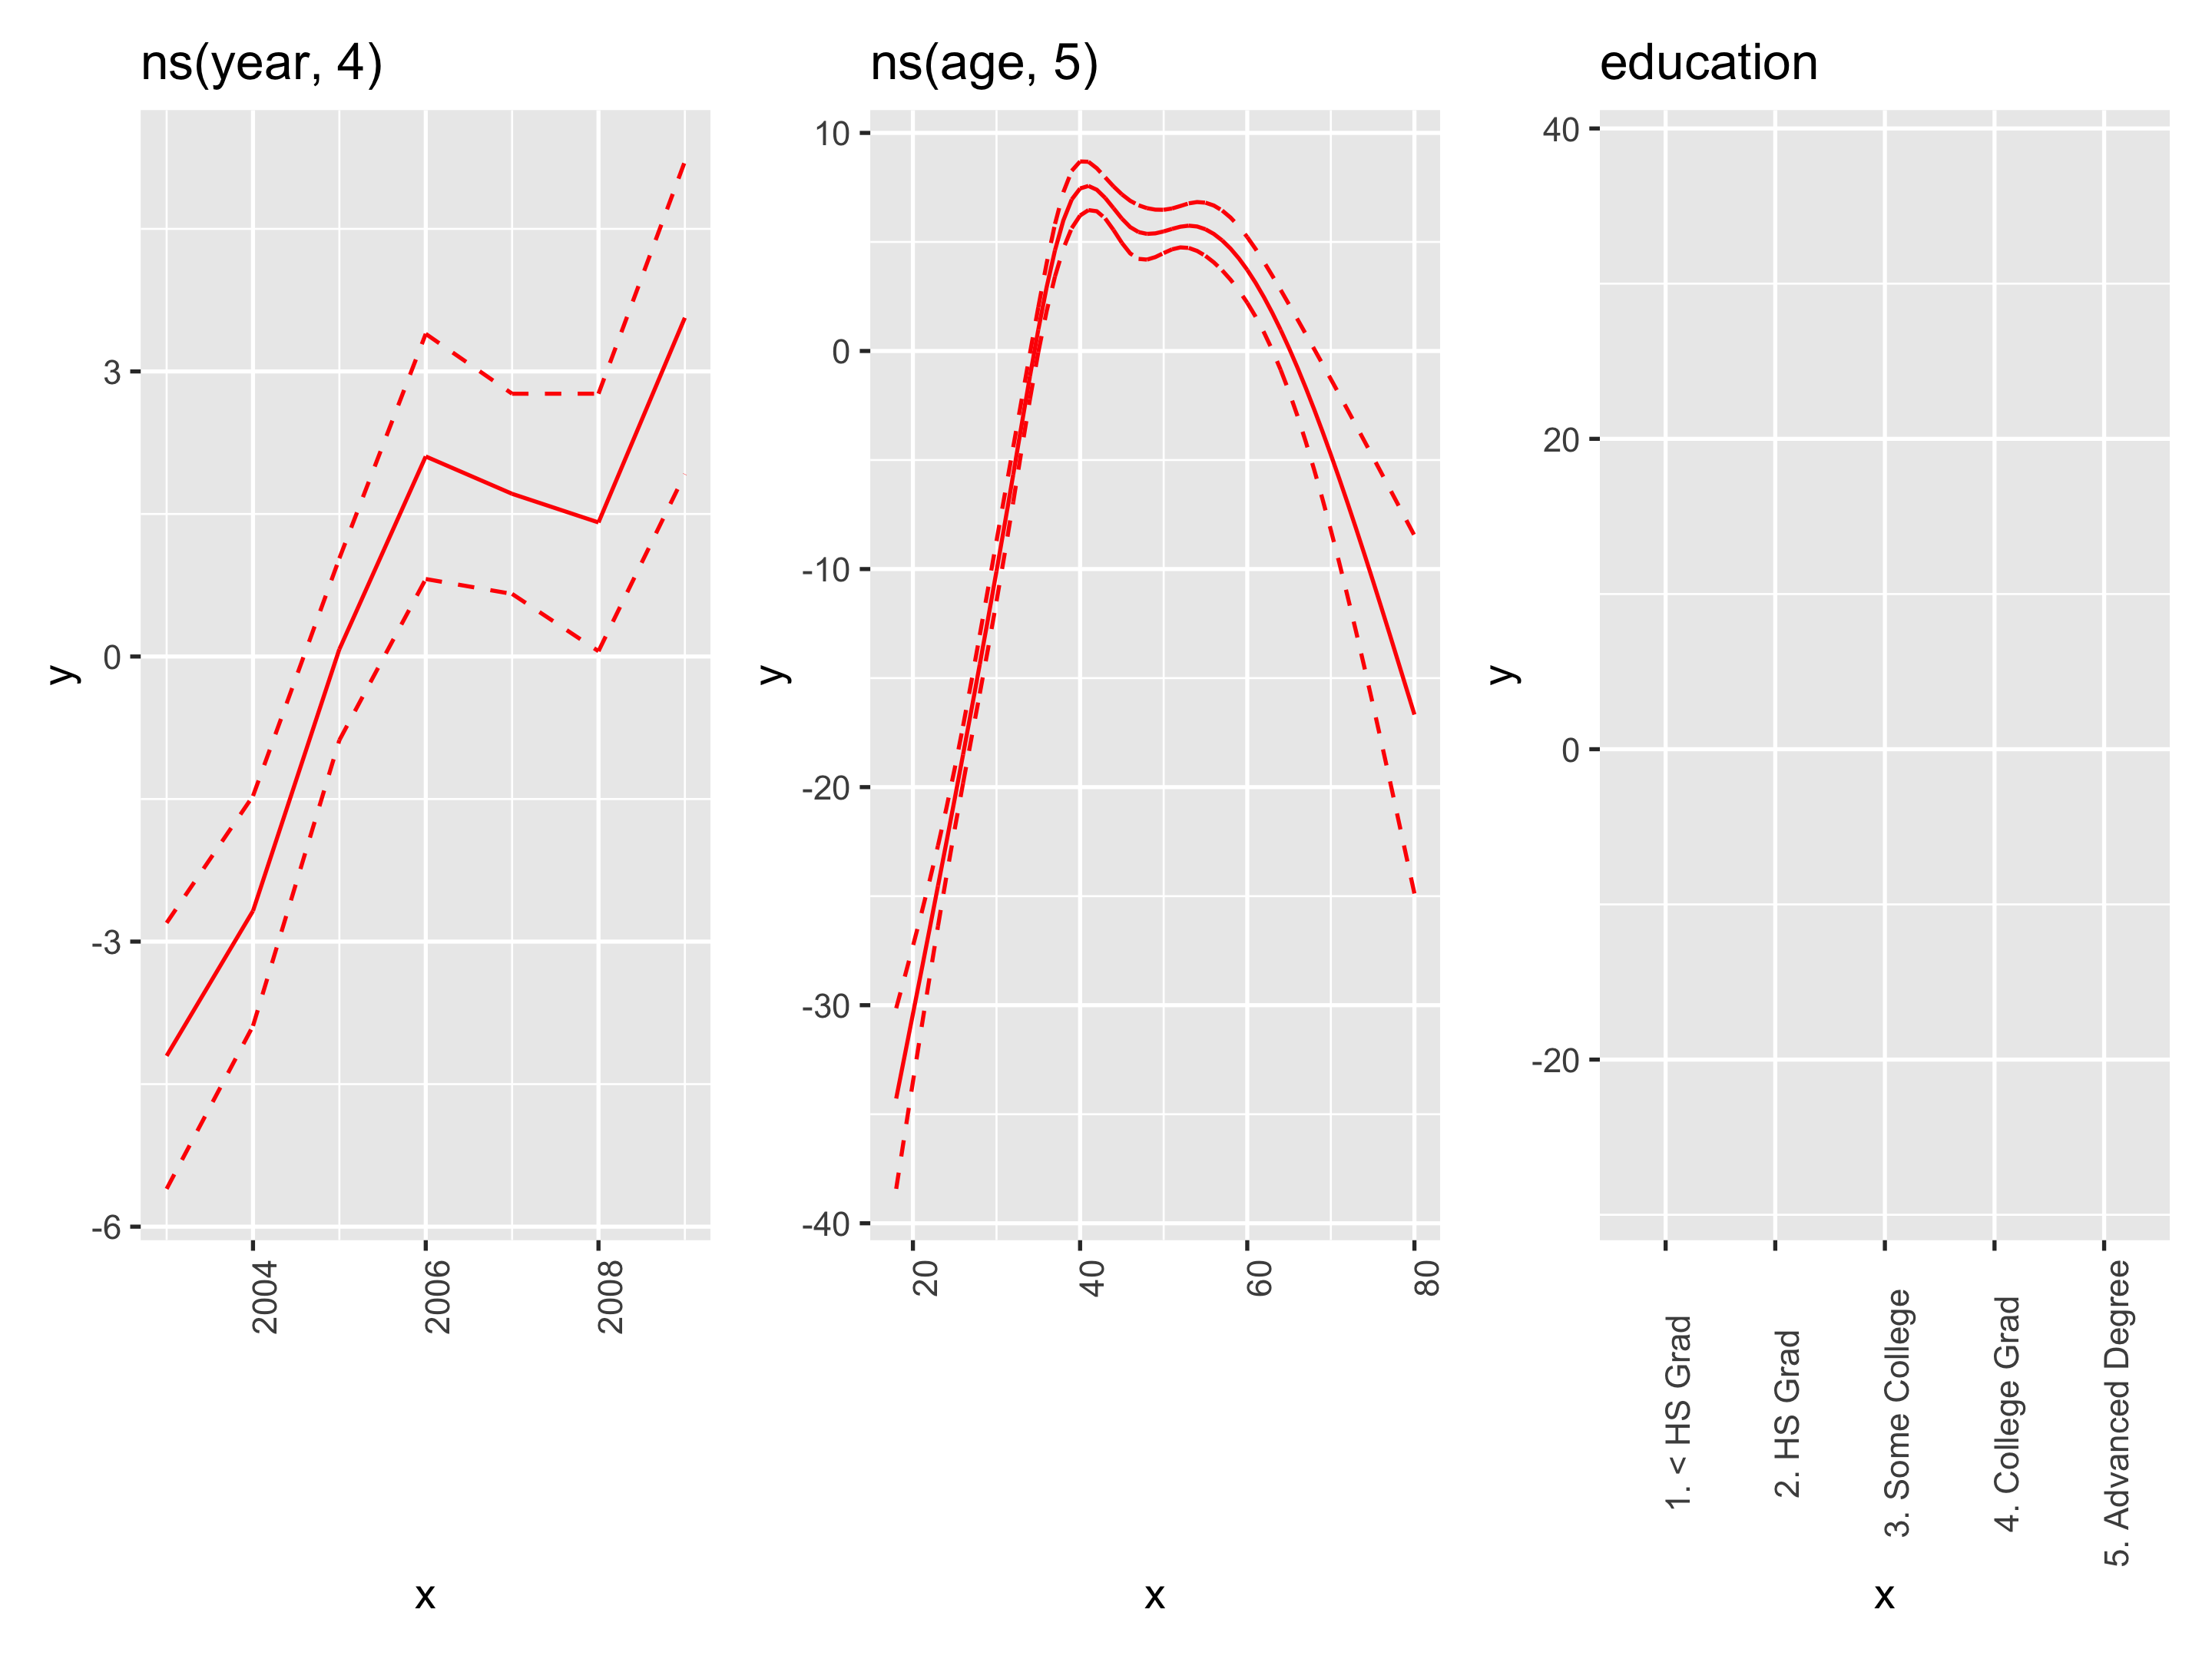 ns(year, 4)
y
3
0
-3
-6
2004
2006
2008
x
ns(age, 5)
y
10
0
-10
-20
-30
-40
20
40
60
80
x
education
y
40
20
0
-20
1. < HS Grad
2. HS Grad
3. Some College
4. College Grad
5. Advanced Degree
x